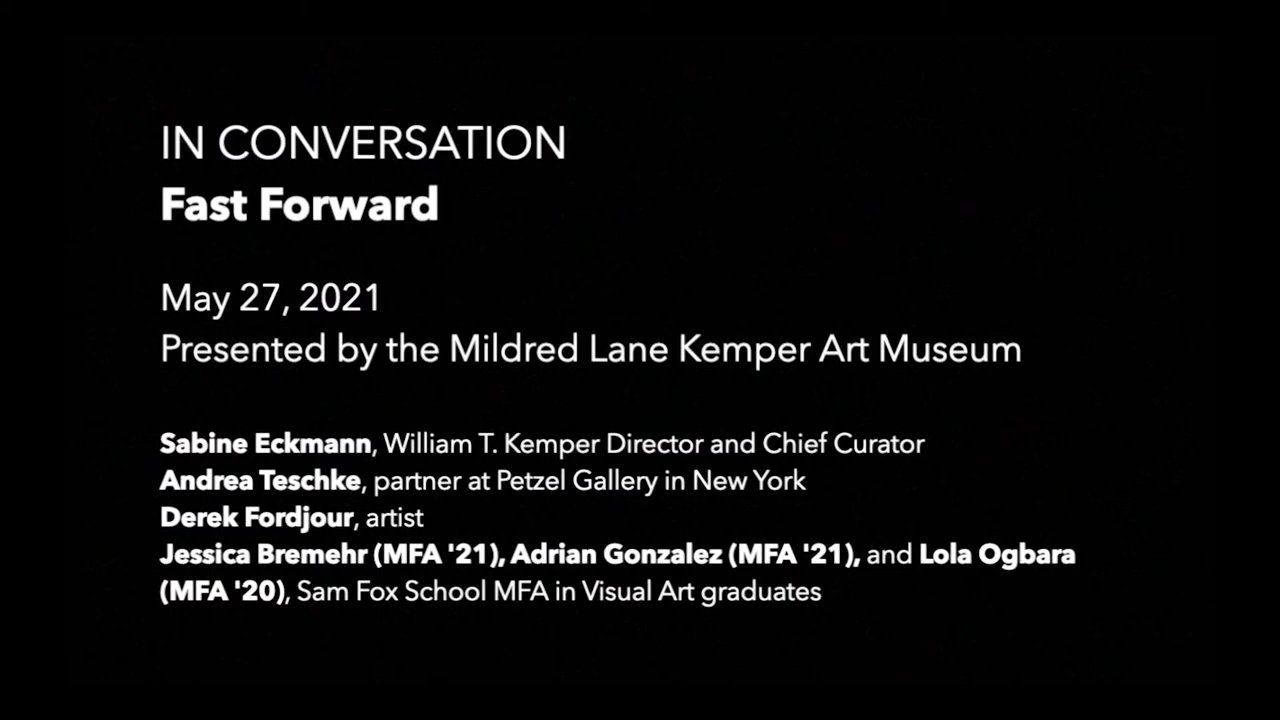 IN CONVERSATION
Fast Forward
May 27, 2021
Presented by the Mildred Lane Kemper Art Museum
Sabine Eckmann, William T. Kemper Director and Chief Curator
Andrea Teschke, partner at Petzel Gallery in New York
Derek Fordjour, artist
Jessica Bremehr (MFA '21), Adrian Gonzalez (MFA '21), and Lola Ogbara
(MFA '20), Sam Fox School MFA in Visual Art graduates